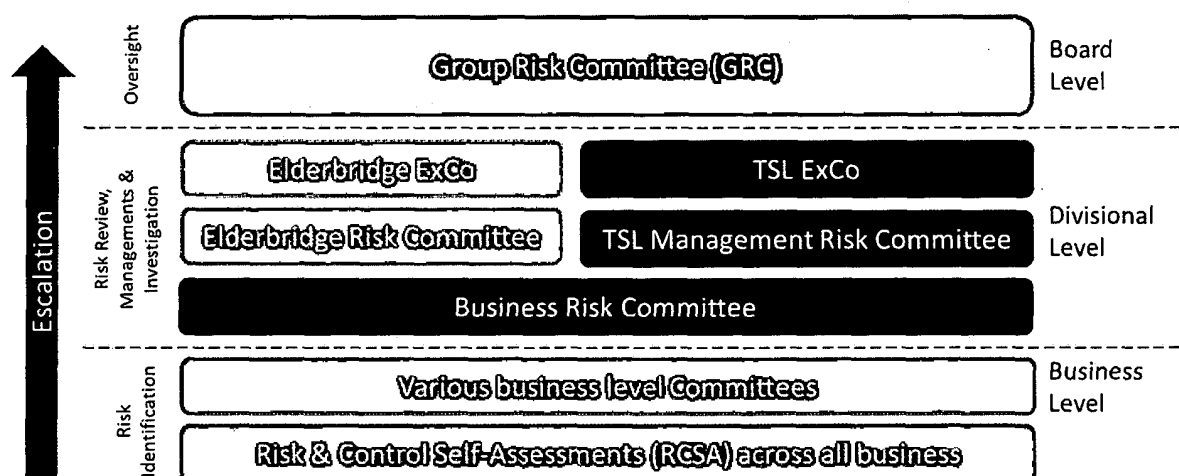 Oversight
Group Risk Committee (GRC)
Board
Level
Escalation
Risk Review,
Managements &
Investigation
Elderbridge ExCo
TSL ExCo
Elderbridge Risk Committee
TSL Management Risk Committee
Divisional
Level
Business Risk Committee
Risk
Identification
Various business level Committees
Business
Level
Risk & Control Self-Assessments (RCSA) across all business